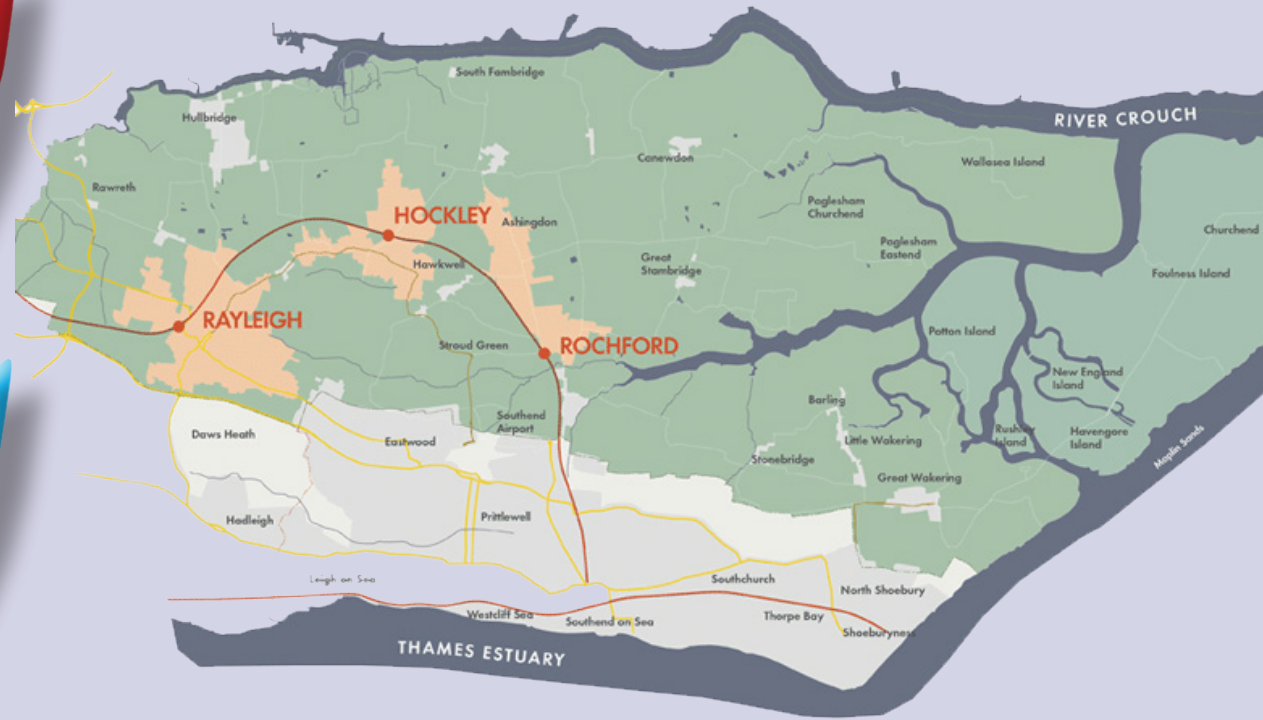 South Fambridge
Hullbridge
RIVER CROUCH
Canewdon
Wallasea Island
Rawreth
Paglesham
Churchend
HOCKLEY
Ashingdon
Churchend
Paglesham
Eastend
Hawkwell
Great
Stambridge
Foulness Island
RAYLEIGH
Potton Island
Stroud Green
ROCHFORD
New England
Island
Barling
Southend
Airport
Daws Heath
Eastwood
Little Wakering
Rushley
Island
Havengore
Island
Maplin Sands
Stonebridge
Great Wakering
Hadleigh
Prittlewell
Leigh on Sea
Southchurch
North Shoebury
Westcliff Sea
Southend on Sea
Thorpe Bay
Shoeburyness
THAMES ESTUARY